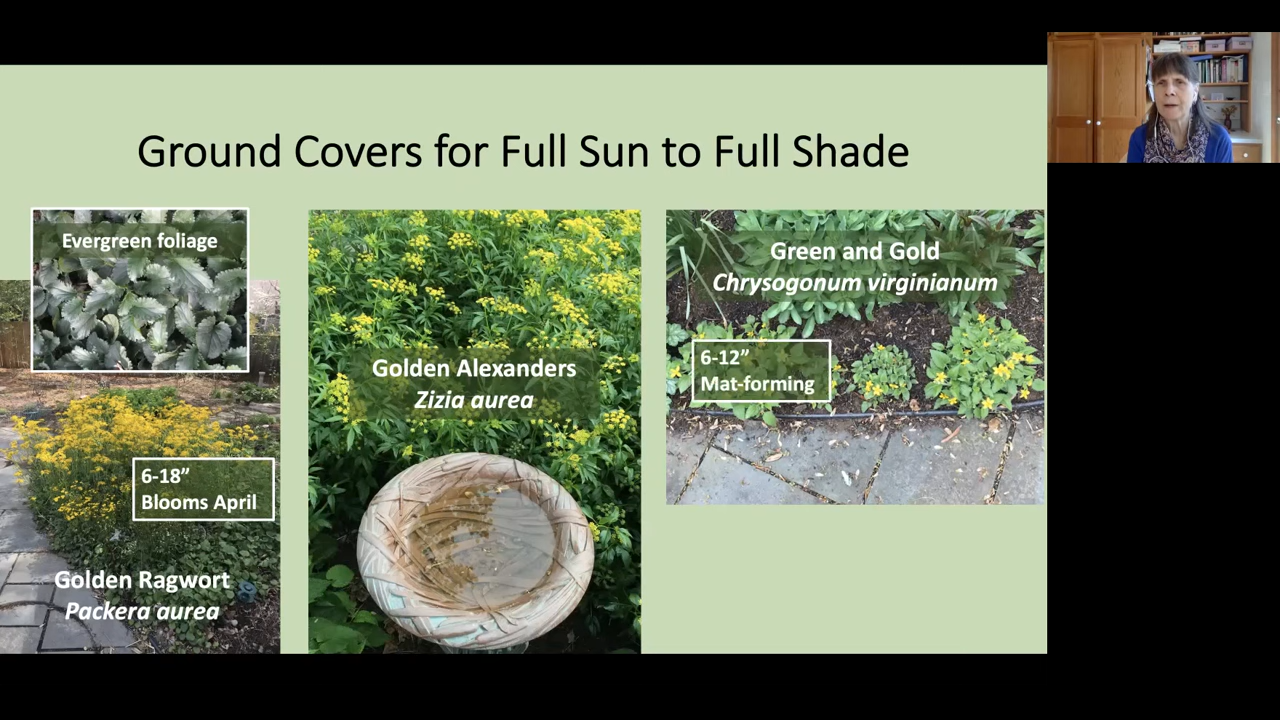 Ground Covers for Full Sun to Full Shade
Evergreen foliage
6-18”
Blooms April
Golden Ragwort
Packera aurea
Golden Alexanders
Zizia aurea
Green and Gold
Chrysogonum virginianum
6-12”
Mat-forming